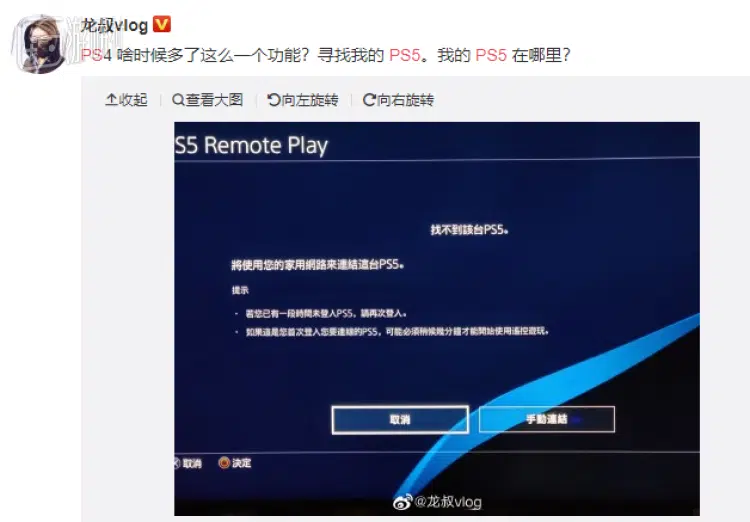 龙叔vlog
PS4 啥时候多了这么一个功能？寻找我的 PS5。我的 PS5 在哪里？
收起 查看大图 向左旋转 向右旋转
S5 Remote Play
找不到該台PS5。
將使用您的家用網路來連結這台PS5。
提示
· 若您已有一段時間未登入PS5，請再次登入。
· 如果這是您首次登入您要連線的PS5，可能必須稍候幾分鐘才能開始使用遙控遊玩。
取消 手動連結
取消 決定
@龙叔vlog